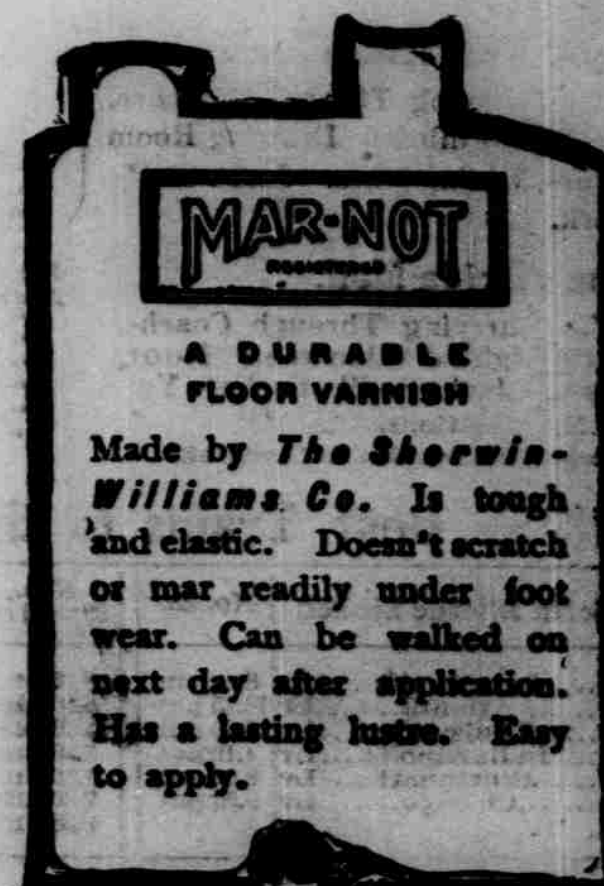 MAR-NOT
REGISTERED
A DURABLE
FLOOR VARNISH
Made by The Sherwin-
Williams Co. Is tough
and elastic. Doesn't scratch
or mar readily under foot
wear. Can be walked on
next day after application.
Has a lasting lustre. Easy
to apply.